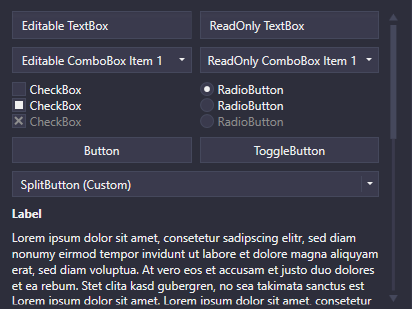 Editable TextBox
ReadOnly TextBox
Editable ComboBox Item 1
ReadOnly ComboBox Item 1
CheckBox
RadioButton
CheckBox
RadioButton
CheckBox
RadioButton
Button
ToggleButton
SplitButton (Custom)
Label
Lorem ipsum dolor sit amet, consetetur sadipscing elitr, sed diam
nonumy eirmod tempor invidunt ut labore et dolore magna aliquyam
erat, sed diam voluptua. At vero eos et accusam et justo duo dolores
et ea rebum. Stet clita kasd gubergren, no sea takimata sanctus est
Lorem ipsum dolor sit amet. Lorem ipsum dolor sit amet, consetetur